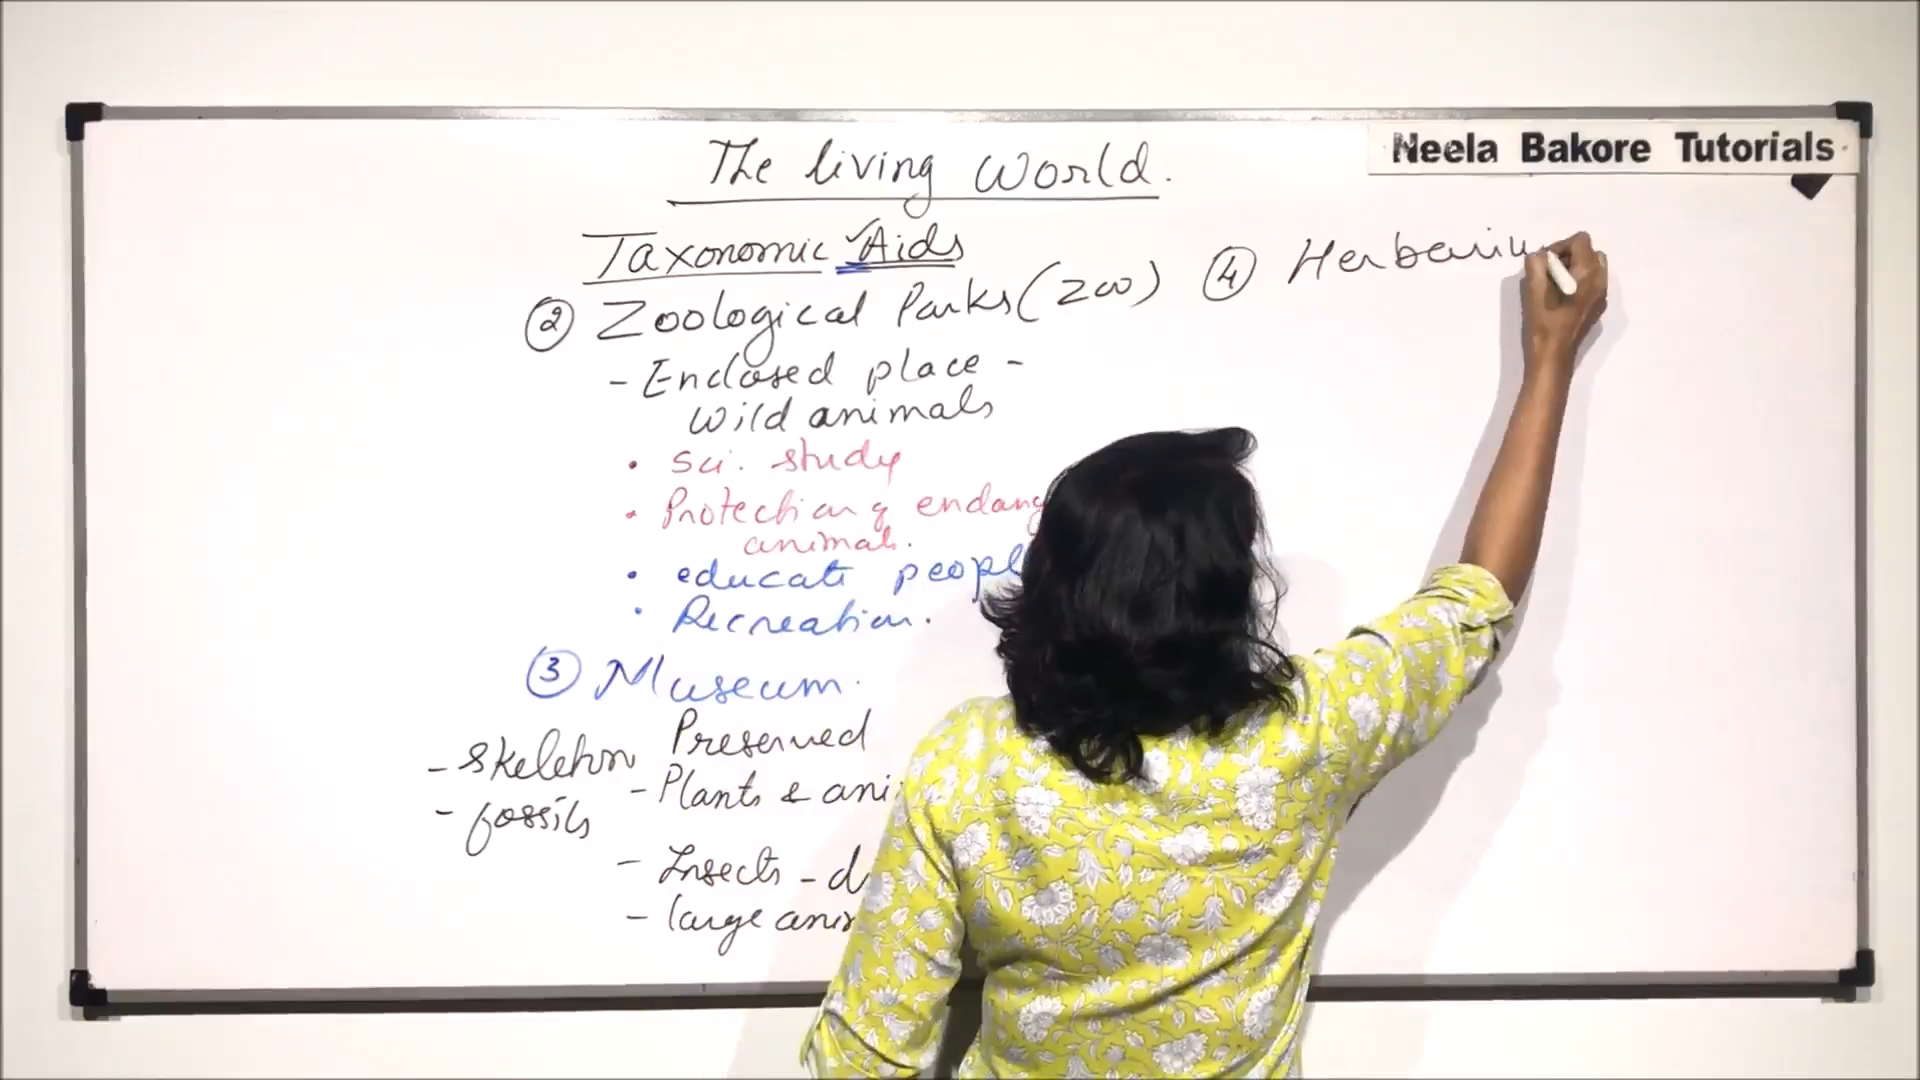 Neela Bakore Tutorials
The living World.
Taxonomic Aids
② Zoological Parks (zoo)
- Enclosed place -
wild animals
• sci. study
• Protection of endang
animals.
• educate peopl
• Recreation.
③ Museum.
Preserved
- Plants & ani
- Insects - d
- large ani
- skeleton
- fossils
④ Herbariu